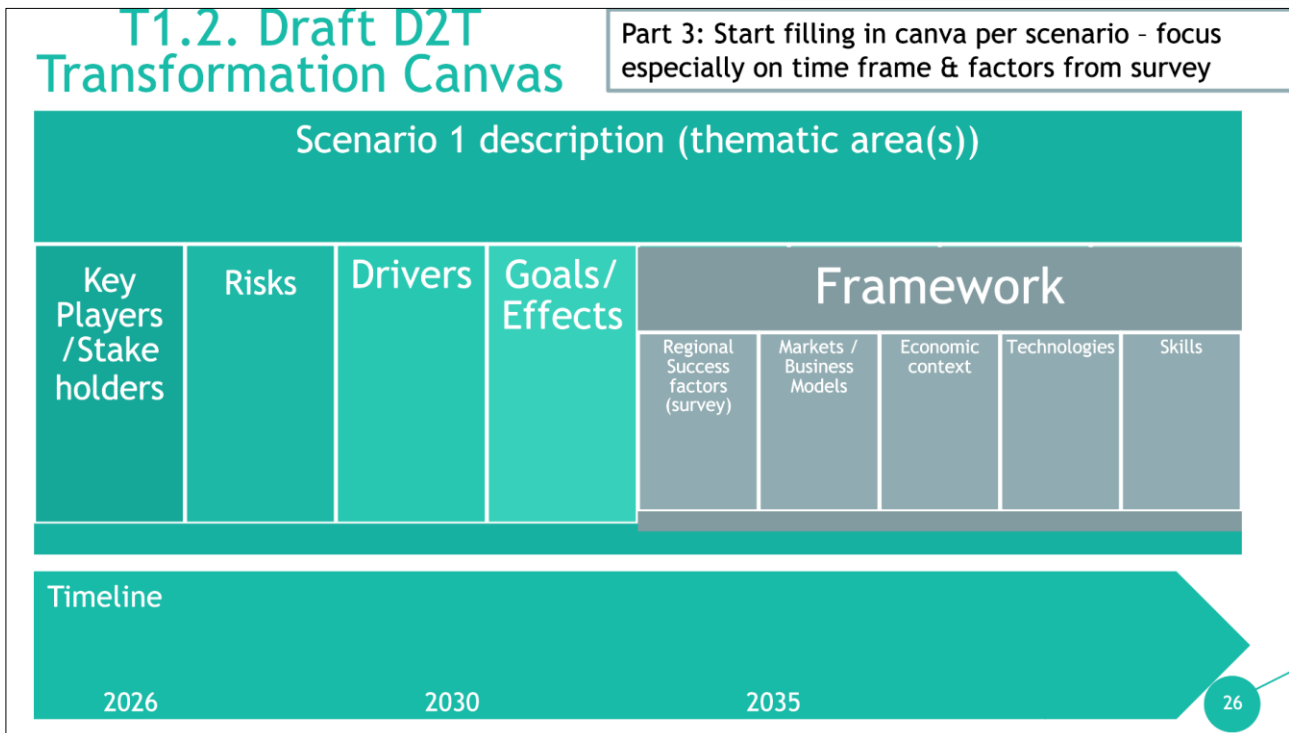 T1.2. Draft D2T
Transformation Canvas
Part 3: Start filling in canva per scenario – focus
especially on time frame & factors from survey
Scenario 1 description (thematic area(s))
Key
Players
/Stake
holders
Risks
Drivers
Goals/
Effects
Framework
Regional
Success
factors
(survey)
Markets /
Business
Models
Economic
context
Technologies
Skills
Timeline
2026
2030
2035
26